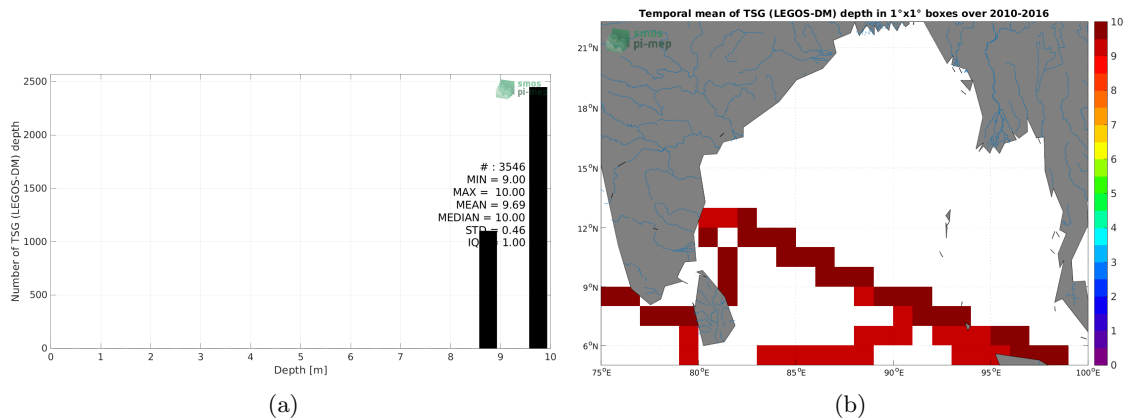 smos
pi-mep
2500
2000
1500
1000
500
0
Number of TSG (LEGOS-DM) depth
# : 3546
MIN = 9.00
MAX = 10.00
MEAN = 9.69
MEDIAN = 10.00
STD = 0.46
= 1.00
0 1 2 3 4 5 6 7 8 9 10
Depth [m]
(a)
Temporal mean of TSG (LEGOS-DM) depth in 1°x1° boxes over 2010-2016
smos
pi-mep
21°N
18°N
15°N
12°N
9°N
6°N
75°E 80°E 85°E 90°E 95°E 100°E
10
9
8
7
6
5
4
3
2
1
0
(b)